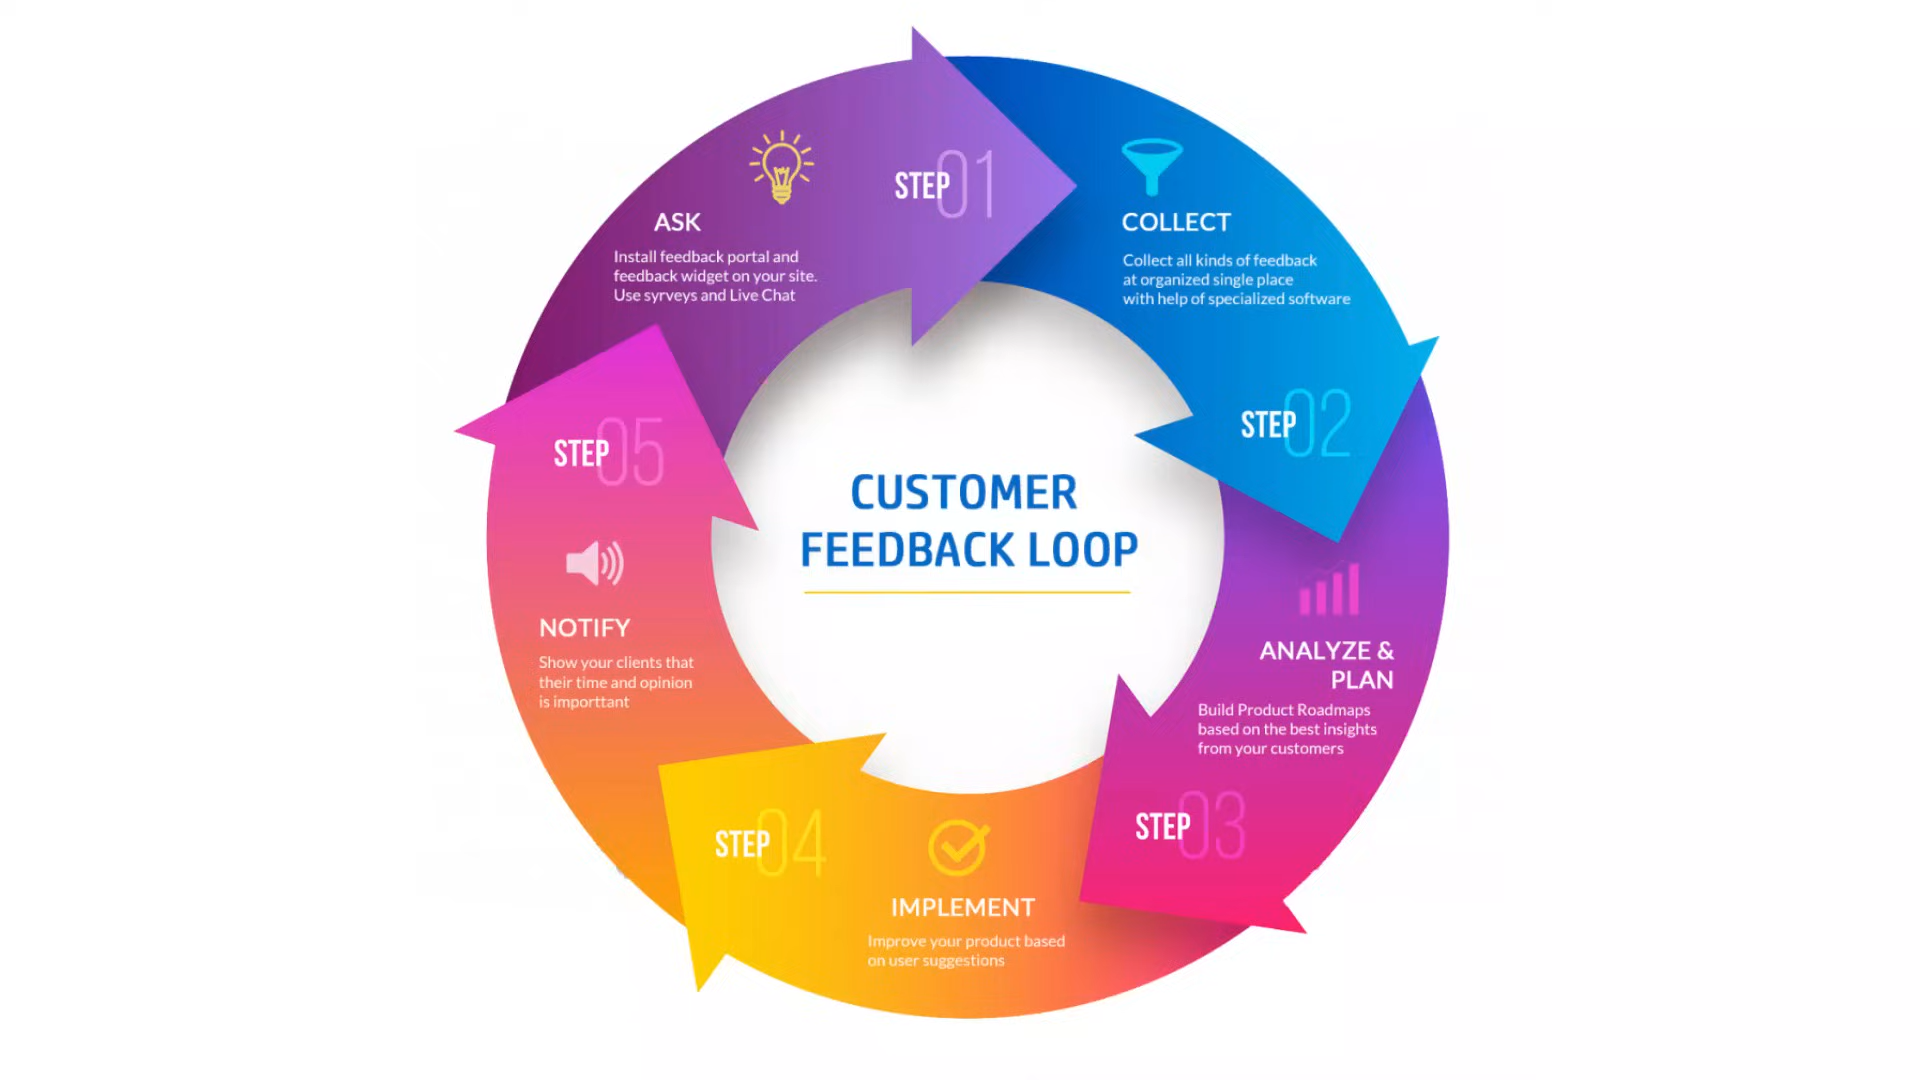 CUSTOMER
FEEDBACK LOOP
STEP 01
ASK
Install feedback portal and
feedback widget on your site.
Use syrveys and Live Chat
COLLECT
Collect all kinds of feedback
at organized single place
with help of specialized software
STEP 02
ANALYZE &
PLAN
Build Product Roadmaps
based on the best insights
from your customers
STEP 03
IMPLEMENT
Improve your product based
on user suggestions
STEP 04
NOTIFY
Show your clients that
their time and opinion
is importtant
STEP 05